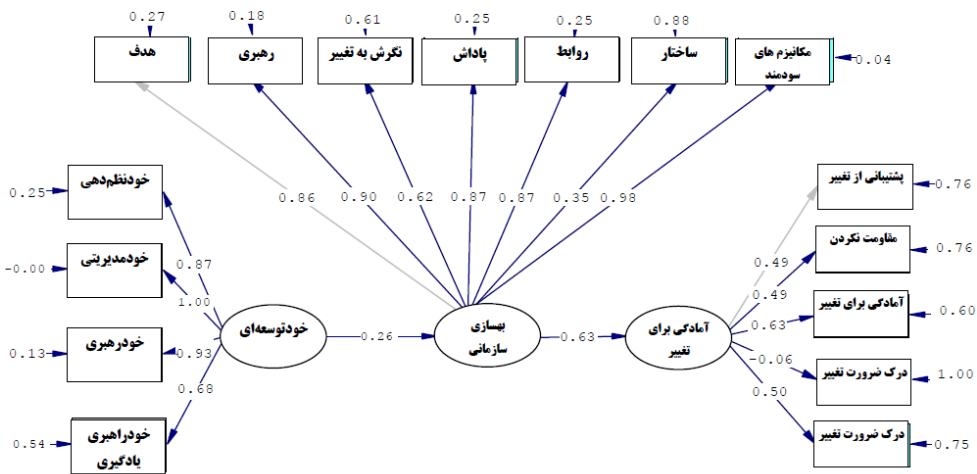 0.27
0.18
0.61
0.25
0.25
0.88
هدف
رهبری
نگرش به تغییر
پاداش
روابط
ساختار
مکانیزم های
سودمند
0.04
0.86
0.90
0.62
0.87
0.87
0.35
0.98
0.25
خودنظم‌دهی
-0.00
خودمدیریتی
0.13
خودرهبری
0.54
خودراهبری
یادگیری
0.87
1.00
0.93
0.68
خودتوسعه‌ای
0.26
بهسازی
سازمانی
0.63
آمادگی برای
تغییر
0.49
0.49
0.63
-0.06
0.50
پشتیبانی از تغییر
0.76
مقاومت نکردن
0.76
آمادگی برای تغییر
0.60
درک ضرورت تغییر
1.00
درک ضرورت تغییر
0.75